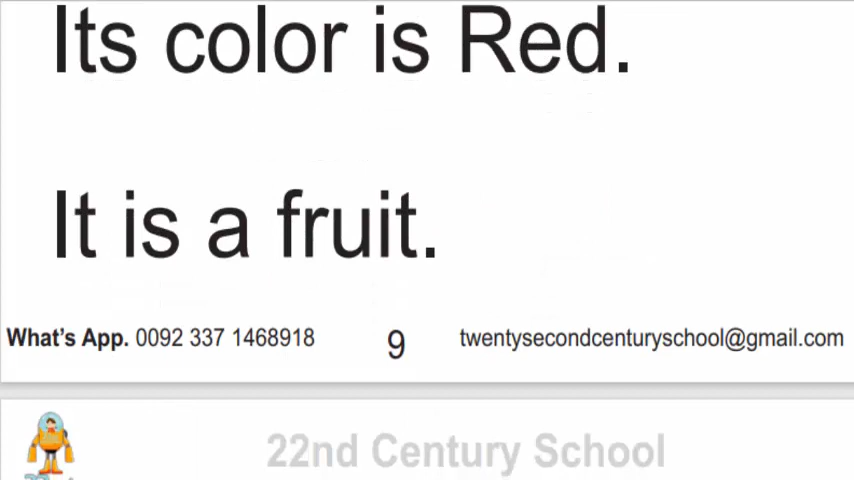 Its color is Red.
It is a fruit.
What's App. 0092 337 1468918 9 twentysecondcenturyschool@gmail.com
22nd Century School